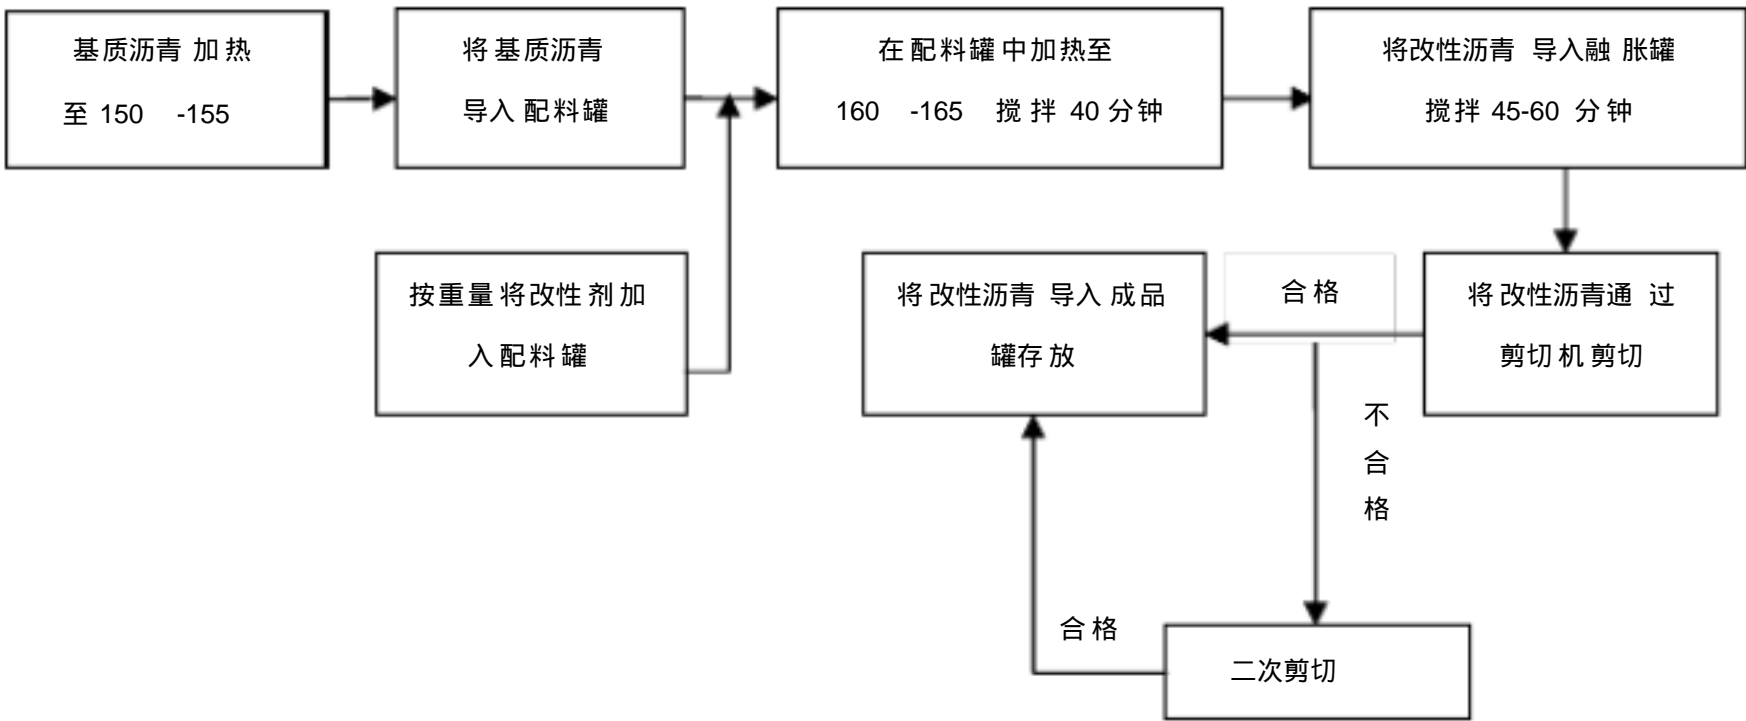 基质沥青加热
至 150 -155
将基质沥青
导入配料罐
在配料罐中加热至
160 -165 搅拌 40分钟
将改性沥青 导入融胀罐
搅拌 45-60 分钟
按重量将改性剂加
入配料罐
将改性沥青 导入成品
罐存放
合格
将改性沥青通过
剪切机剪切
不
合
格
合格
二次剪切